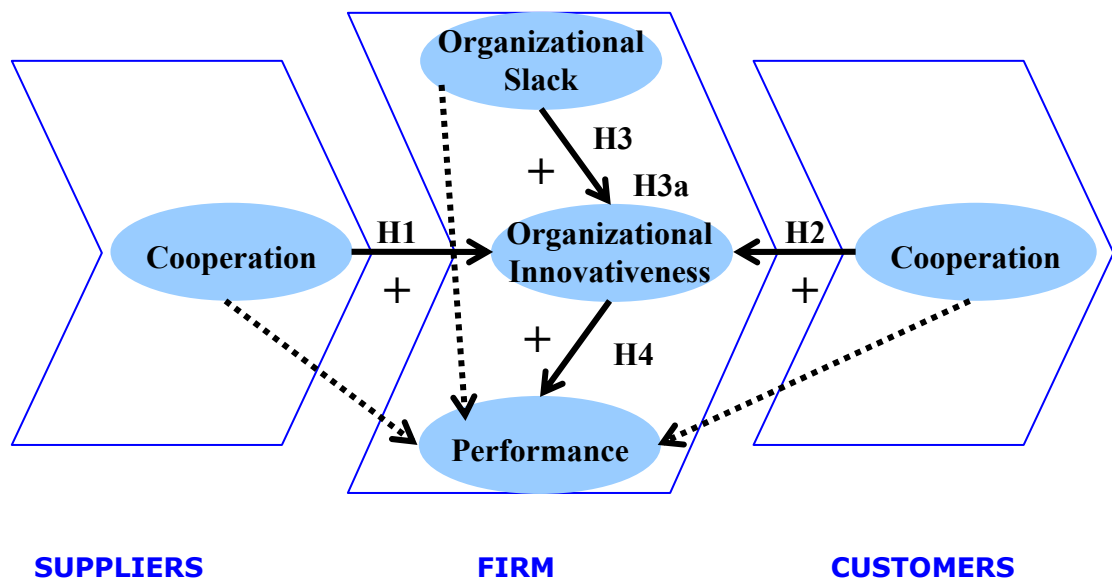 Organizational
Slack
H3
+
H3a
H1
Organizational
Innovativeness
H2
Cooperation
Cooperation
+
+
+
H4
Performance
SUPPLIERS
FIRM
CUSTOMERS